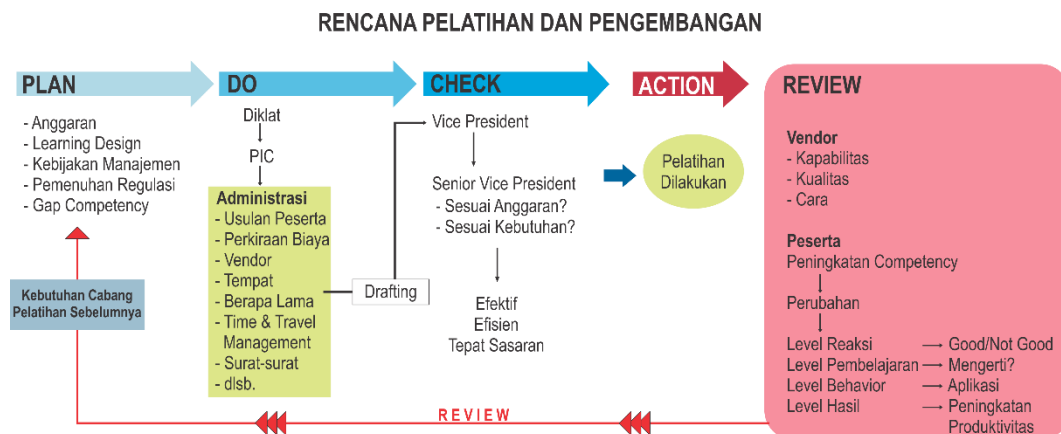 RENCANA PELATIHAN DAN PENGEMBANGAN
PLAN
- Anggaran
- Learning Design
- Kebijakan Manajemen
- Pemenuhan Regulasi
- Gap Competency
Kebutuhan Cabang
Pelatihan Sebelumnya
DO
Diklat
PIC
Administrasi
- Usulan Peserta
- Perkiraan Biaya
- Vendor
- Tempat
- Berapa Lama
- Time & Travel
Management
- Surat-surat
- dlsb.
Drafting
CHECK
Vice President
Senior Vice President
- Sesuai Anggaran?
- Sesuai Kebutuhan?
Efektif
Efisien
Tepat Sasaran
ACTION
Pelatihan
Dilakukan
REVIEW
Vendor
- Kapabilitas
- Kualitas
- Cara
Peserta
Peningkatan Competency
Perubahan
Level Reaksi → Good/Not Good
Level Pembelajaran → Mengerti?
Level Behavior → Aplikasi
Level Hasil → Peningkatan
Produktivitas
REVIEW